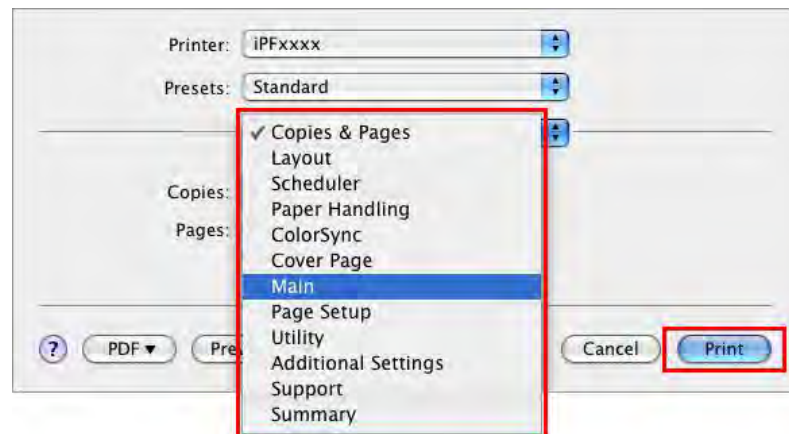 Printer: iPFxxxx
Presets: Standard
✓ Copies & Pages
Layout
Scheduler
Copies:
Paper Handling
Pages:
ColorSync
Cover Page
Main
Page Setup
Utility
? PDF ▼ Pre Cancel Print
Additional Settings
Support
Summary